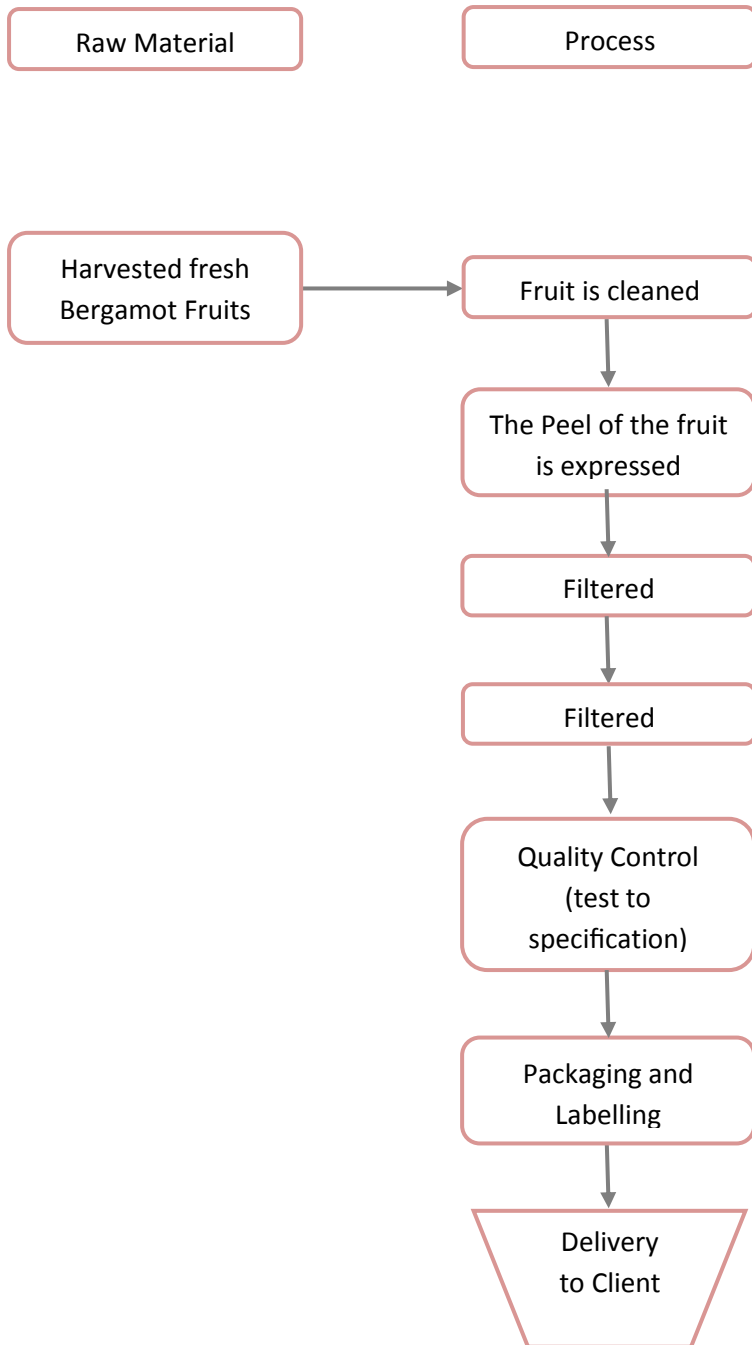 Raw Material
Process
Harvested fresh
Bergamot Fruits
Fruit is cleaned
The Peel of the fruit
is expressed
Filtered
Filtered
Quality Control
(test to
specification)
Packaging and
Labelling
Delivery
to Client